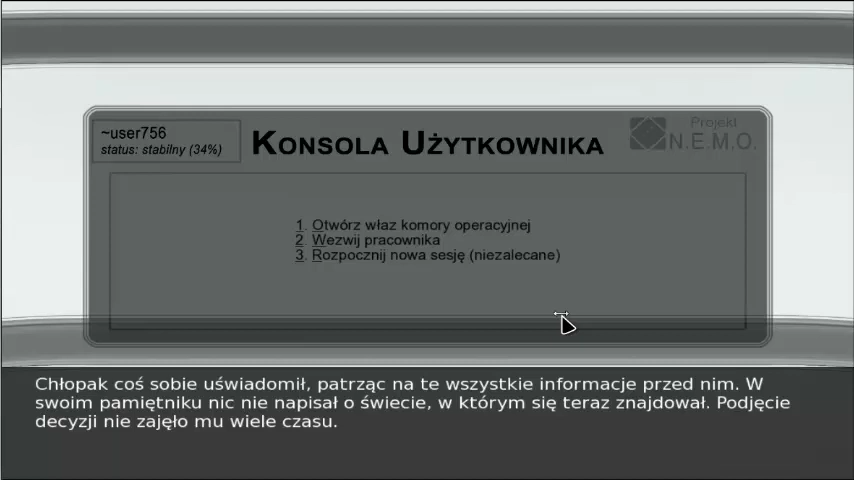 ~user756
status: stabilny (34%)
Konsola Użytkownika
Projekt
N.E.M.O.
1. Otwórz właz komory operacyjnej
2. Wezwij pracownika
3. Rozpocznij nowa sesję (niezalecane)
Chłopak coś sobie uświadomił, patrząc na te wszystkie informacje przed nim. W
swoim pamiętniku nic nie napisał o świecie, w którym się teraz znajdował. Podjęcie
decyzji nie zajęło mu wiele czasu.